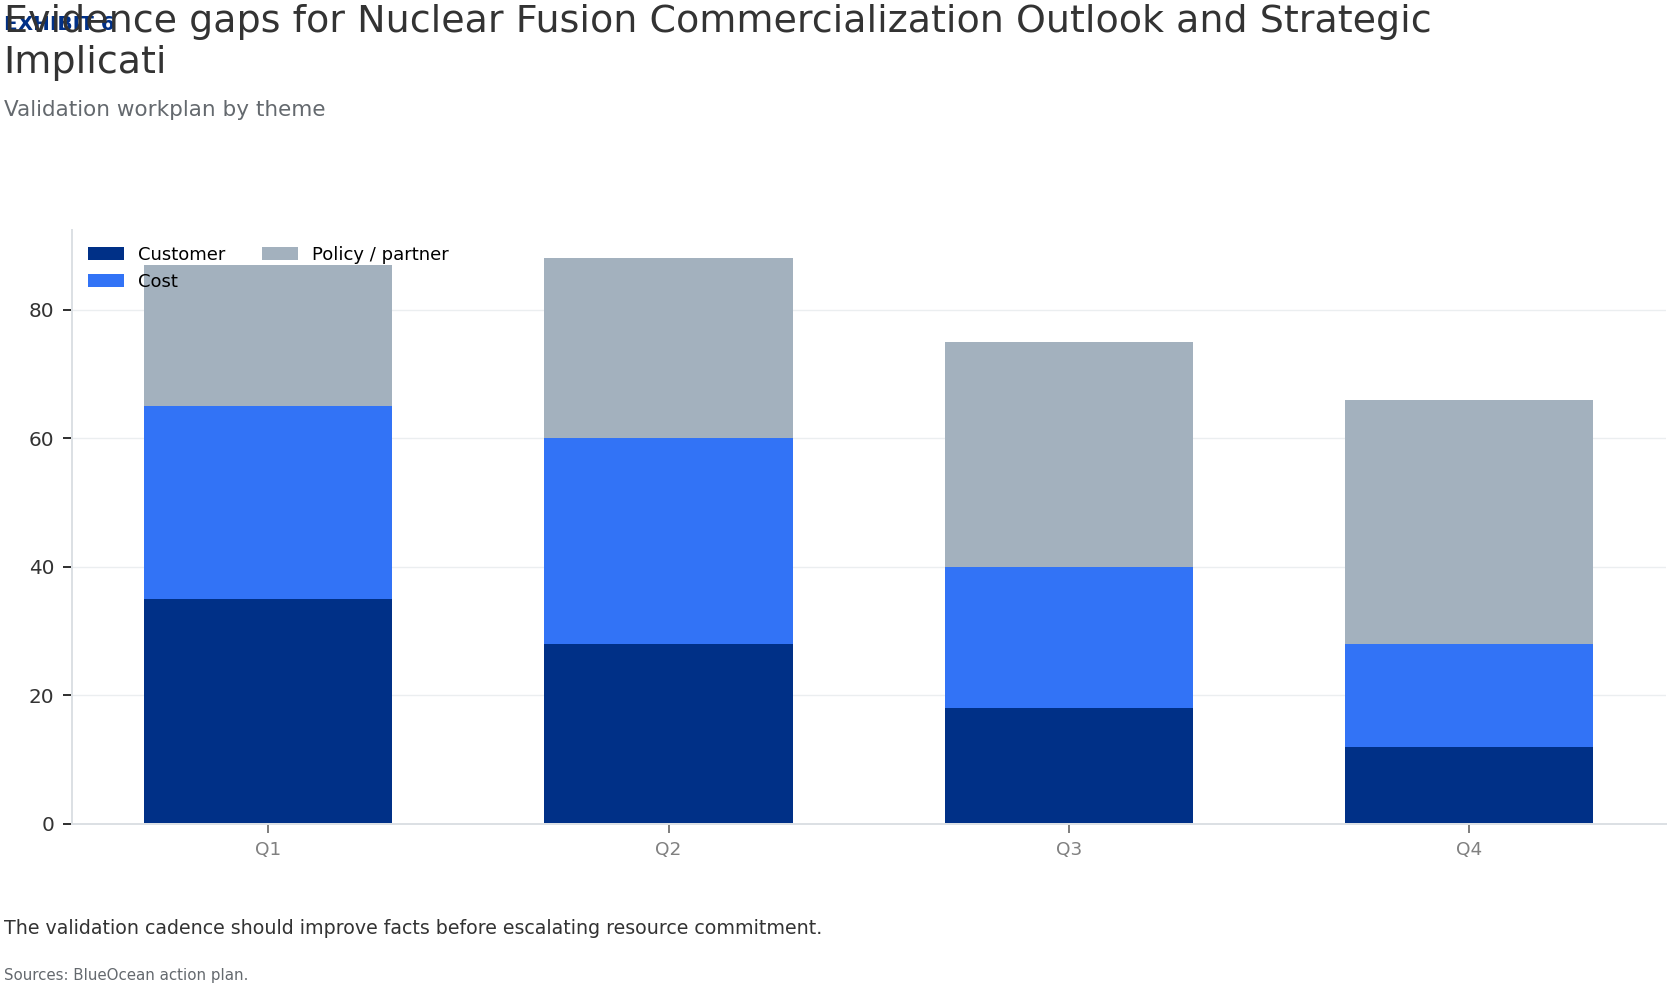 EXHIBIT 6
Evidence gaps for Nuclear Fusion Commercialization Outlook and Strategic
Implicati
Validation workplan by theme
Customer
Policy / partner
Cost
80
60
40
20
0
Q1
Q2
Q3
Q4
The validation cadence should improve facts before escalating resource commitment.
Sources: BlueOcean action plan.